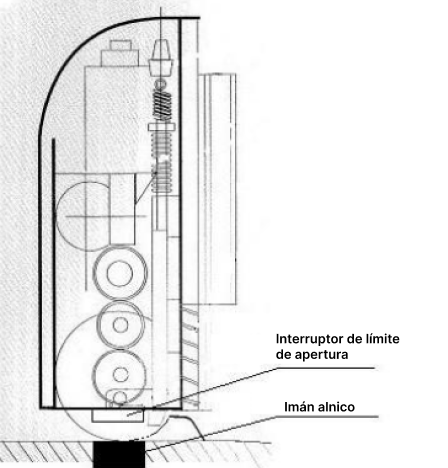 Interruptor de límite
de apertura
Imán alnico